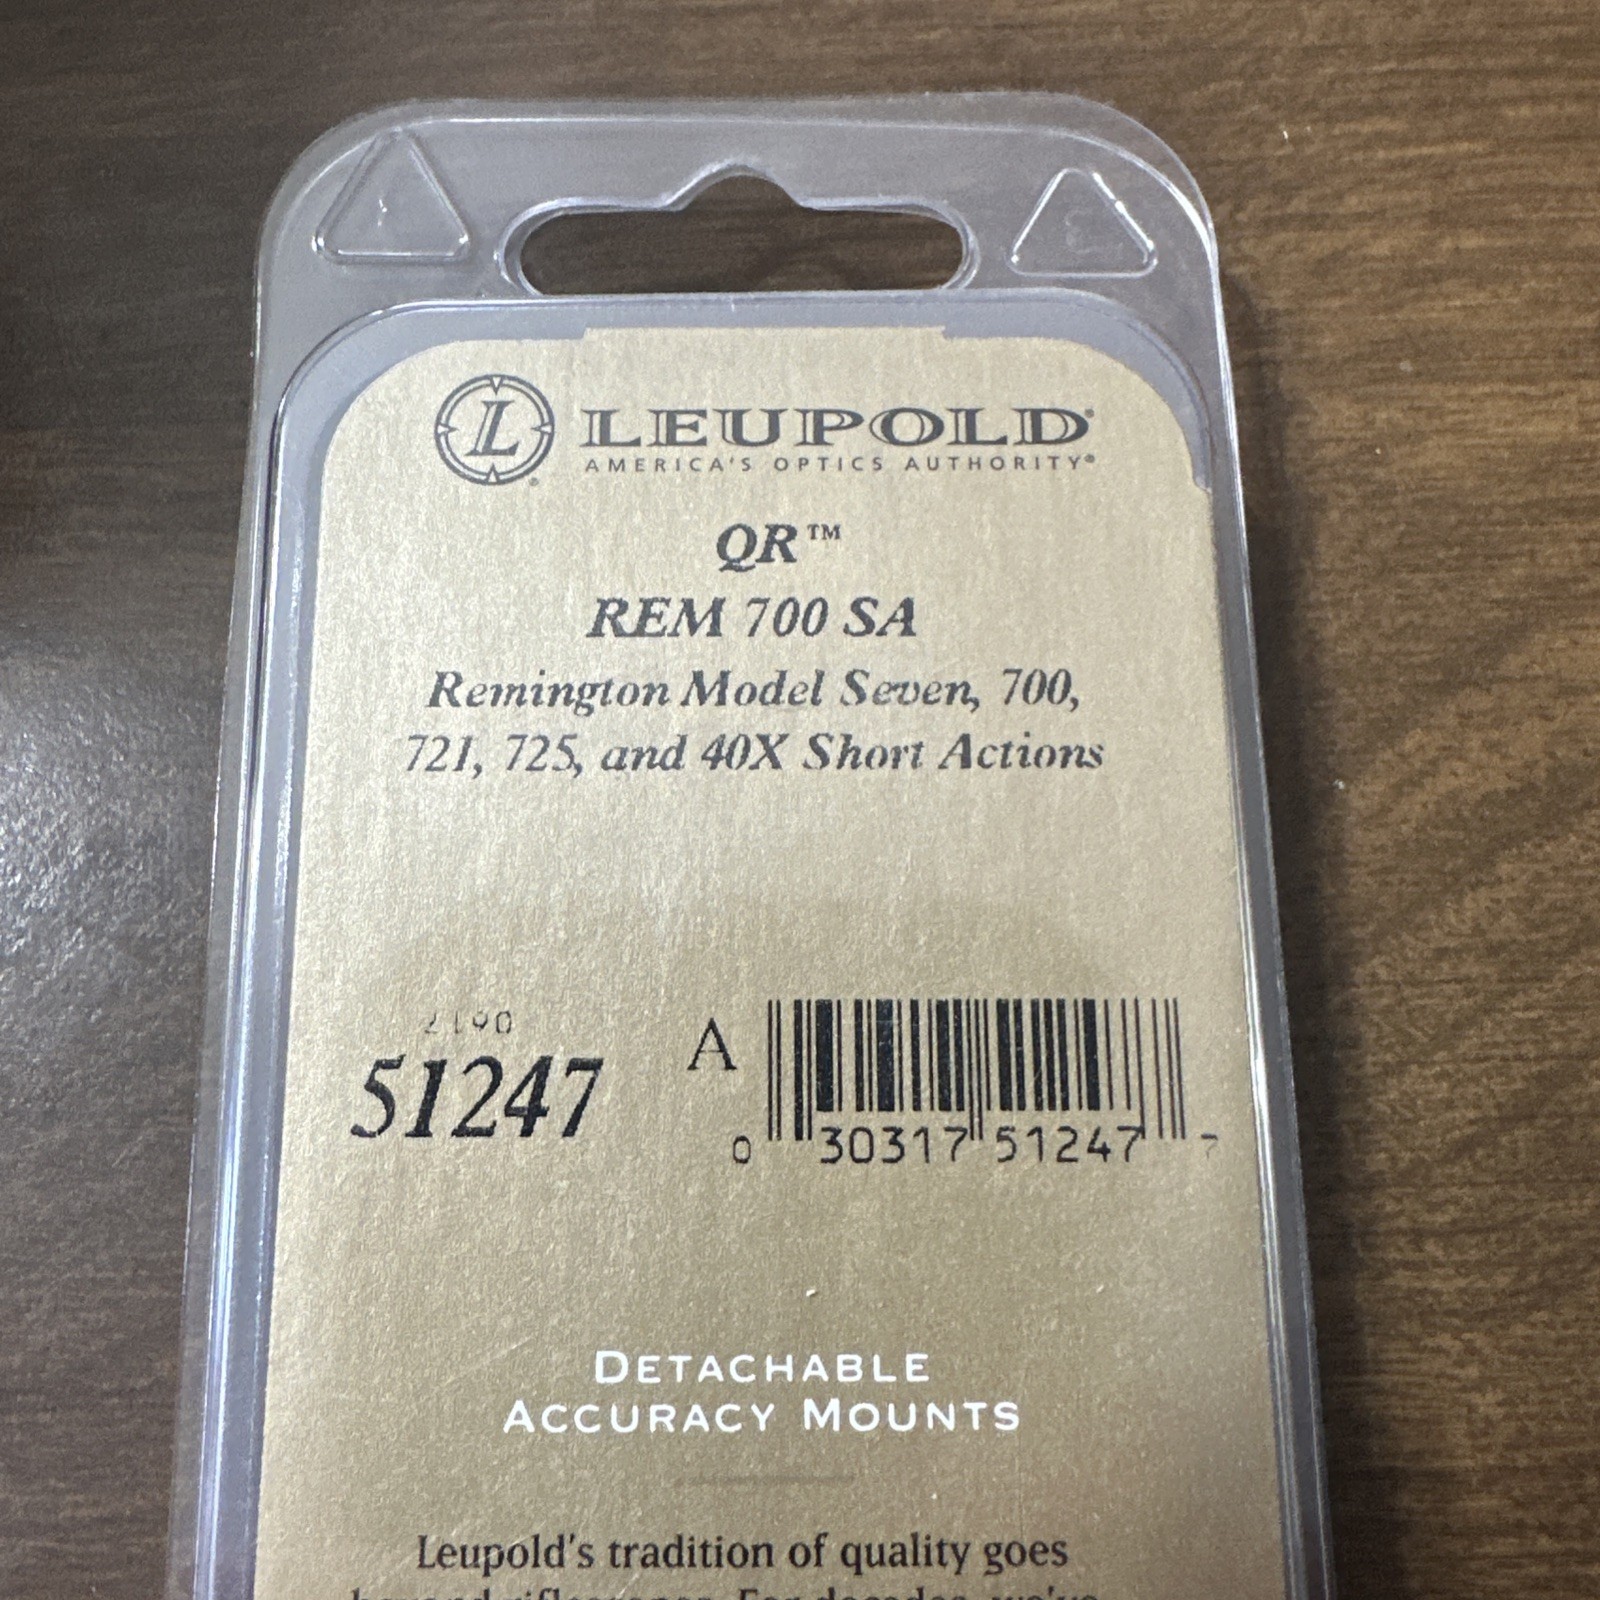 L
LEUPOLD®
AMERICA'S OPTICS AUTHORITY®
QR™
REM 700 SA
Remington Model Seven, 700,
721, 725, and 40X Short Actions
51247
A
0 30317 51247 7
DETACHABLE
ACCURACY MOUNTS
Leupold's tradition of quality goes